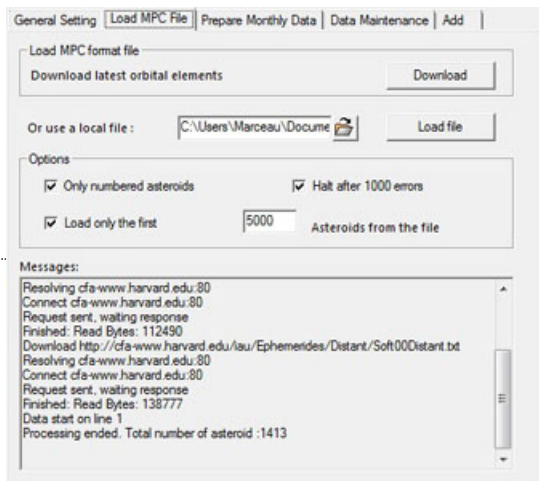 General Setting Load MPC File Prepare Monthly Data Data Maintenance Add
Load MPC format file
Download latest orbital elements Download
Or use a local file : C:\Users\Marceau\Docume Load file
Options
Only numbered asteroids Halt after 1000 errors
Load only the first 5000 Asteroids from the file
Messages:
Resolving cfa-www.harvard.edu:80
Connect cfa-www.harvard.edu:80
Request sent, waiting response
Finished: Read Bytes: 112490
Download http://cfa-www.harvard.edu/iau/Ephemerides/Distant/Soft00Distant.txt
Resolving cfa-www.harvard.edu:80
Connect cfa-www.harvard.edu:80
Request sent, waiting response
Finished: Read Bytes: 138777
Data start on line 1
Processing ended. Total number of asteroid :1413